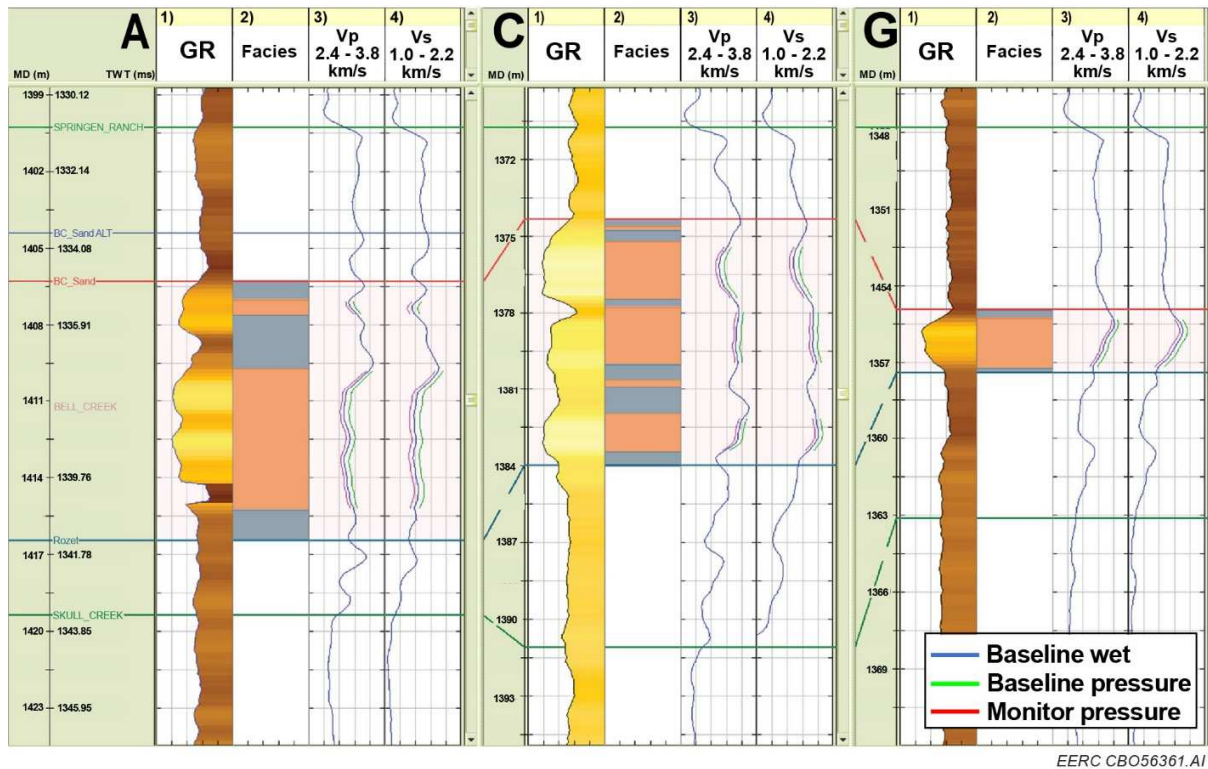 A
1)
2)
3)
4)
GR
Facies
Vp
2.4 - 3.8
km/s
Vs
1.0 - 2.2
km/s
MD (m)
TWT (ms)
1399
1330.12
SPRINGEN_RANCH
1402
1332.14
BC_Sand ALT
1405
1334.08
BC_Sand
1408
1335.91
1411
BELL_CREEK
1414
1339.76
Rozet
1417
1341.78
SKULL_CREEK
1420
1343.85
1423
1345.95
C
1)
2)
3)
4)
GR
Facies
Vp
2.4 - 3.8
km/s
Vs
1.0 - 2.2
km/s
MD (m)
1372
1375
1378
1381
1384
1387
1390
1393
G
1)
2)
3)
4)
GR
Facies
Vp
2.4 - 3.8
km/s
Vs
1.0 - 2.2
km/s
MD (m)
1348
1351
1454
1357
1360
1363
1366
1369
Baseline wet
Baseline pressure
Monitor pressure
EERC CBO56361.AI